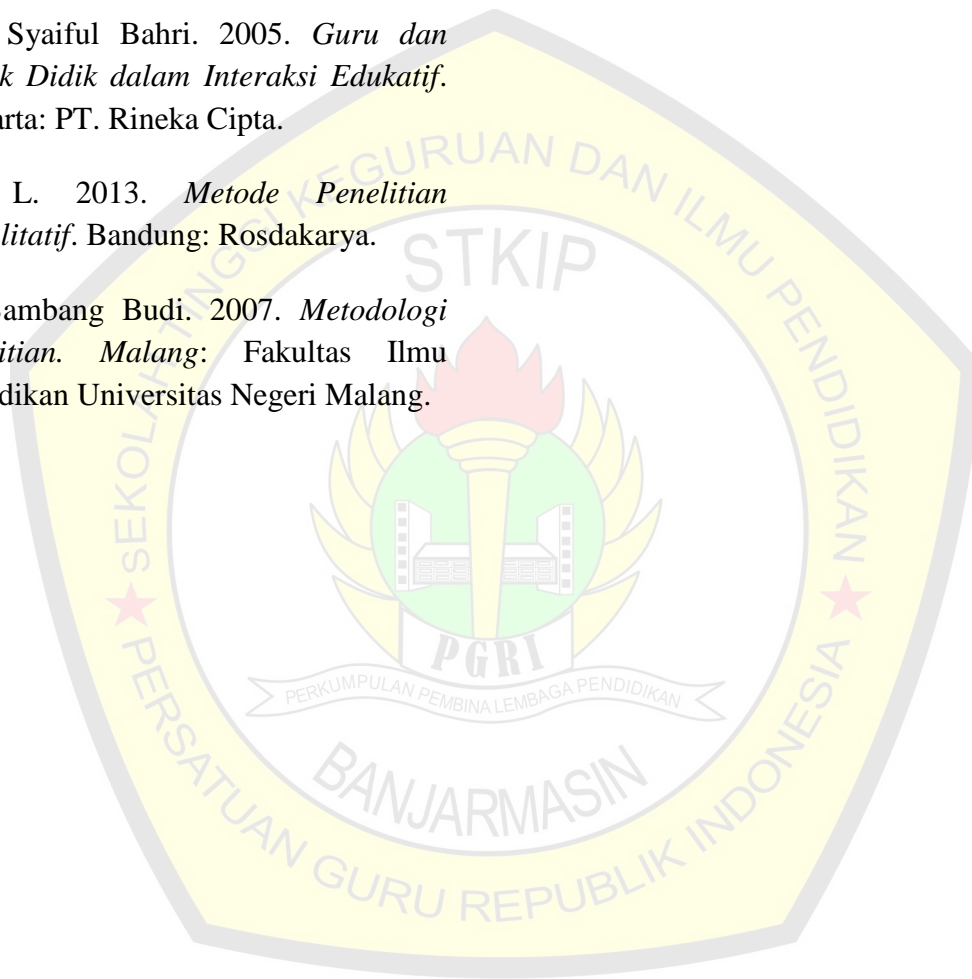 Syaiful Bahri. 2005. Guru dan
k Didik dalam Interaksi Edukatif.
arta: PT. Rineka Cipta.
L. 2013. Metode Penelitian
litatif. Bandung: Rosdakarya.
ambang Budi. 2007. Metodologi
itian. Malang: Fakultas Ilmu
dikan Universitas Negeri Malang.
SEKOLAH TINGGI KEGURUAN DAN ILMU PENDIDIKAN
STKIP
PGRI
PERKUMPULAN PEMBINA LEMBAGA PENDIDIKAN
BANJARMASIN
PERSATUAN GURU REPUBLIK INDONESIA